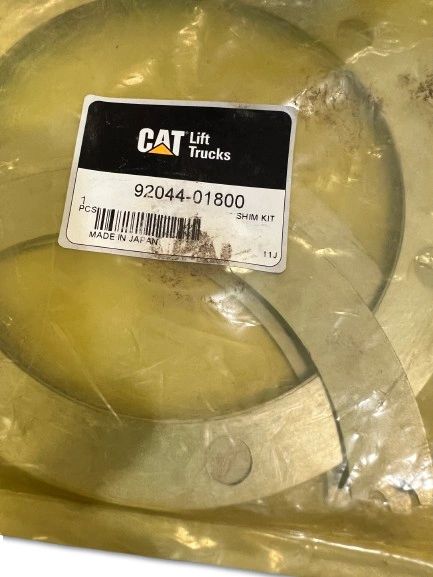 CAT Lift
Trucks
92044-01800
1
PCS
SHIM KIT
MADE IN JAPAN
11J